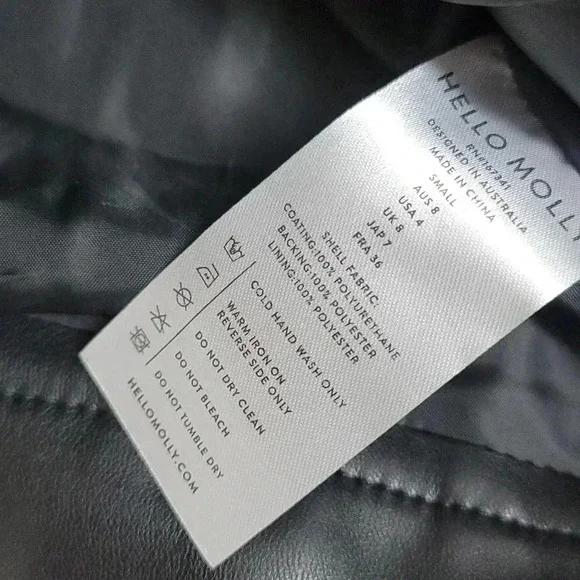 HELLO MOLLY
RN#167341
DESIGNED IN AUSTRALIA
MADE IN CHINA
SMALL
AUS 8
USA 4
UK 8
JAP 7
FRA 36
SHELL FABRIC:
COATING:100% POLYURETHANE
BACKING:100% POLYESTER
LINING:100% POLYESTER
COLD HAND WASH ONLY
WARM IRON ON
REVERSE SIDE ONLY
DO NOT DRY CLEAN
DO NOT BLEACH
DO NOT TUMBLE DRY
HELLOMOLLY.COM